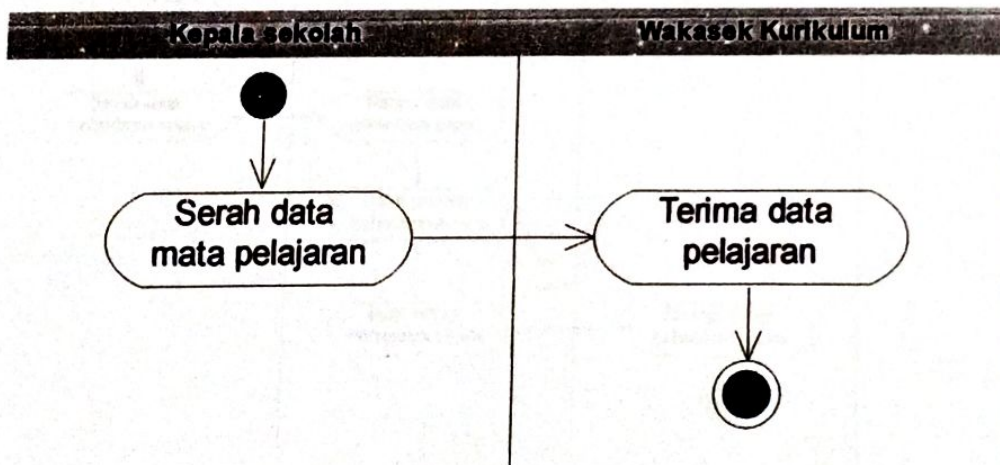 Kepala sekolah
Wakasek Kurikulum
Serah data
mata pelajaran
Terima data
pelajaran